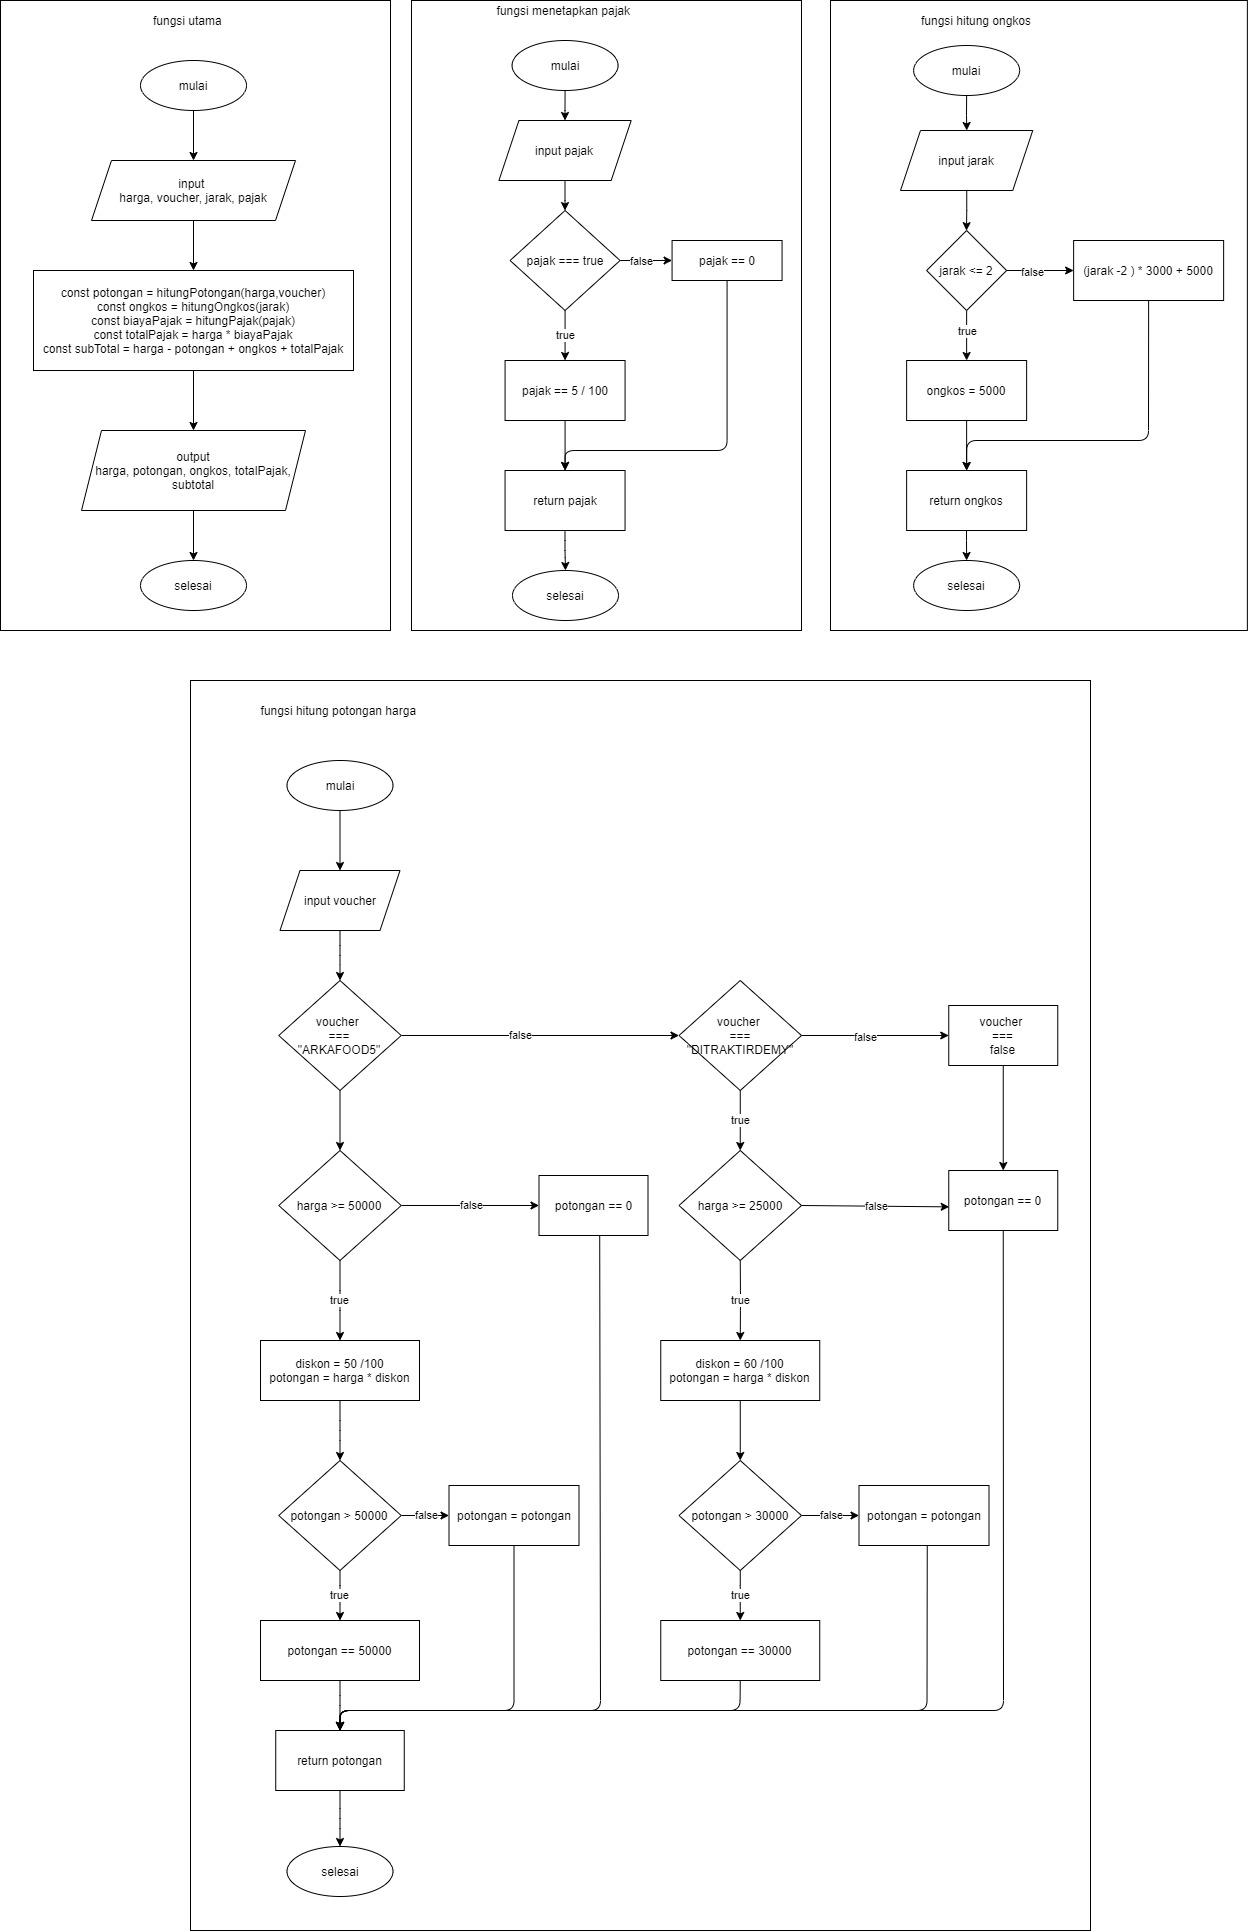 fungsi utama
mulai
input
harga, voucher, jarak, pajak
const potongan = hitungPotongan(harga,voucher)
const ongkos = hitungOngkos(jarak)
const biayaPajak = hitungPajak(pajak)
const totalPajak = harga * biayaPajak
const subTotal = harga - potongan + ongkos + totalPajak
output
harga, potongan, ongkos, totalPajak,
subtotal
selesai
fungsi menetapkan pajak
mulai
input pajak
pajak === true
false
pajak == 0
true
pajak == 5 / 100
return pajak
selesai
fungsi hitung ongkos
mulai
input jarak
jarak <= 2
false
(jarak -2 ) * 3000 + 5000
true
ongkos = 5000
return ongkos
selesai
fungsi hitung potongan harga
mulai
input voucher
voucher
===
"ARKAFOOD5"
false
voucher
===
"DITRAKTIRDEMY"
false
voucher
===
false
true
harga >= 50000
false
potongan == 0
harga >= 25000
false
potongan == 0
true
true
diskon = 50 /100
potongan = harga * diskon
diskon = 60 /100
potongan = harga * diskon
potongan > 50000
false
potongan = potongan
potongan > 30000
false
potongan = potongan
true
true
potongan == 50000
potongan == 30000
return potongan
selesai